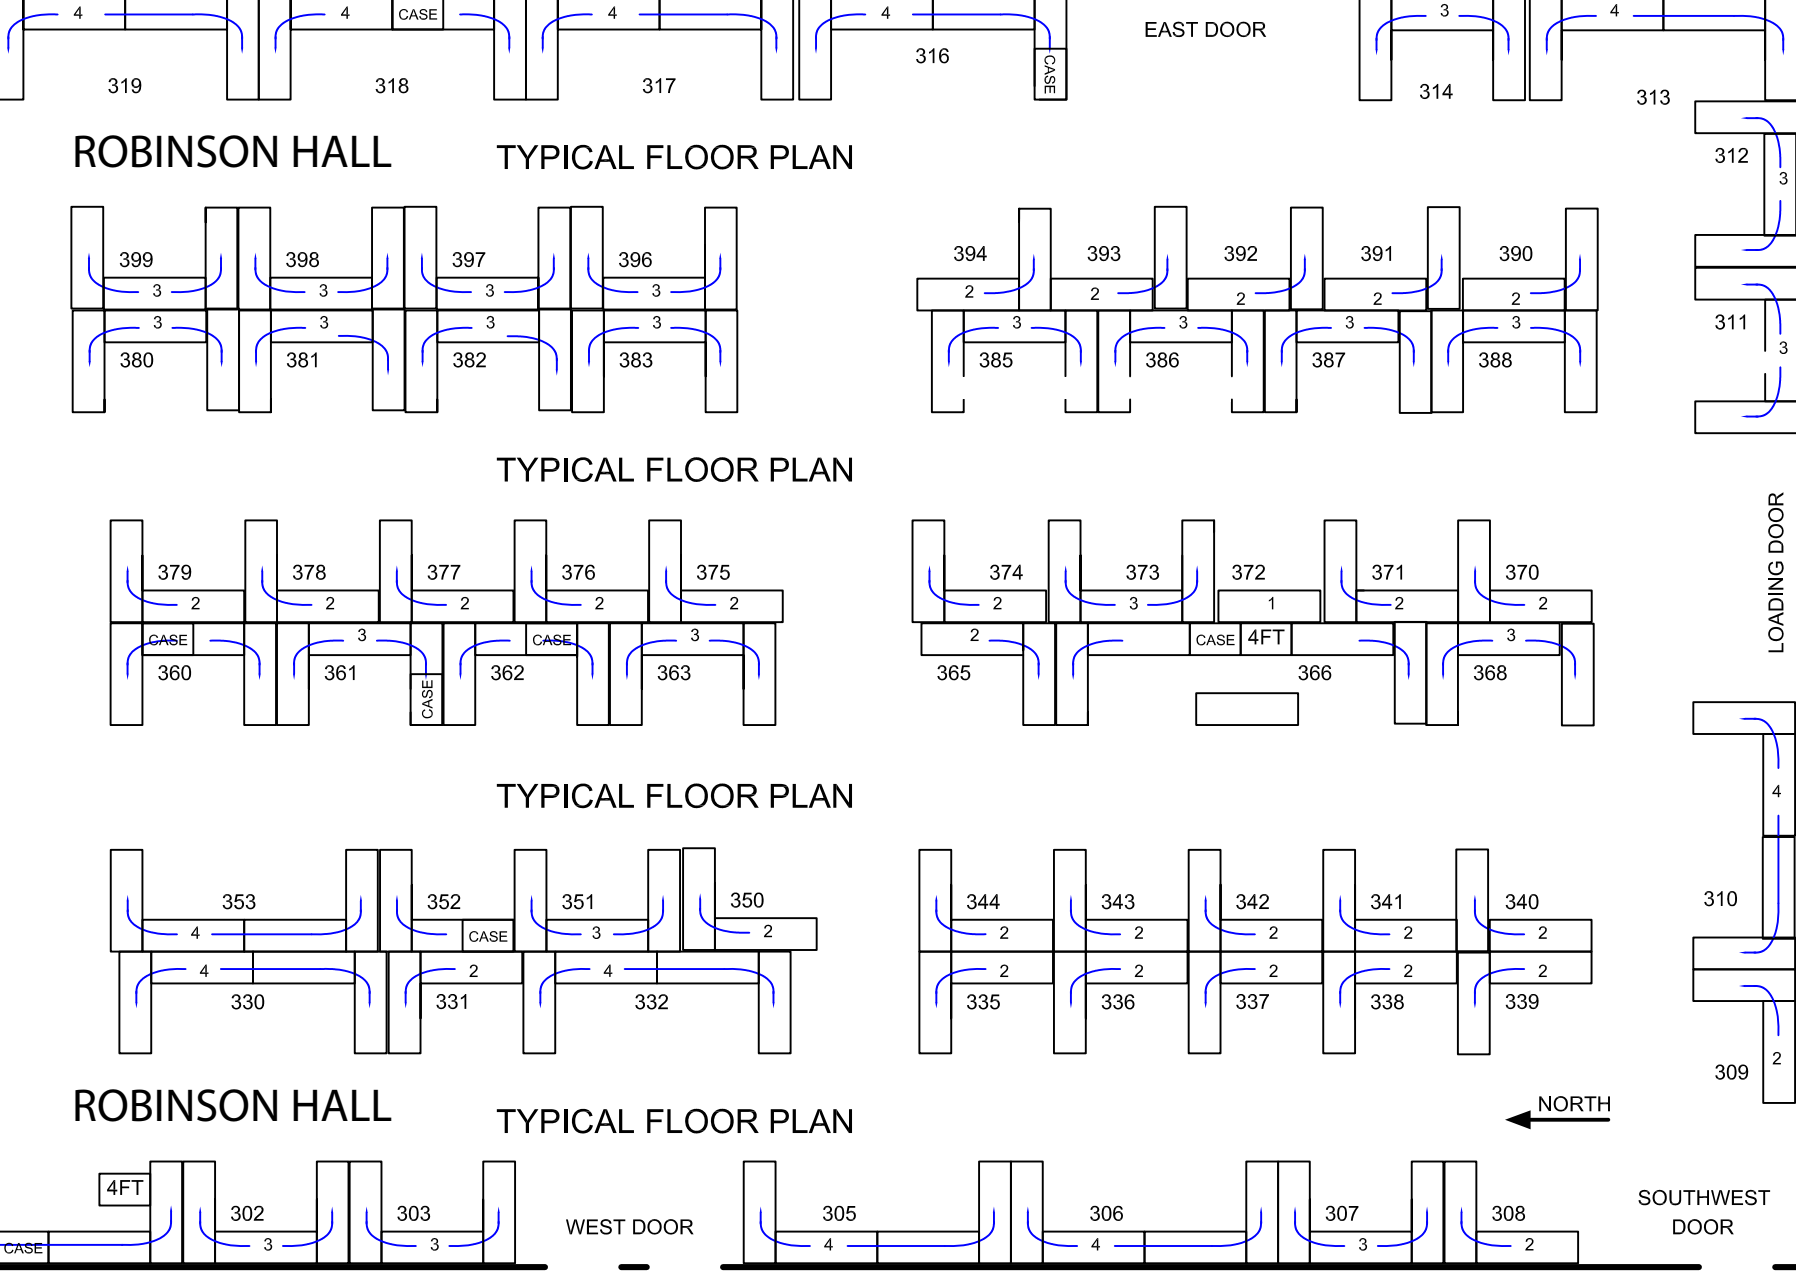 4 4 CASE 4 4 EAST DOOR 3 4
319 318 317 316 CASE 314 313
ROBINSON HALL TYPICAL FLOOR PLAN 312
3
399 398 397 396 394 393 392 391 390
3 3 3 3 2 2 2 2 2
3 3 3 3 3 3 3 3 311
380 381 382 383 385 386 387 388 3
TYPICAL FLOOR PLAN
LOADING DOOR
379 378 377 376 375 374 373 372 371 370
2 2 2 2 2 2 3 1 2 2
CASE 3 CASE 3 2 CASE 4FT 3
360 361 362 363 365 366 368
CASE
TYPICAL FLOOR PLAN
4
353 352 351 350 344 343 342 341 340 310
4 CASE 3 2 2 2 2 2 2
4 2 4 2 2 2 2 2
330 331 332 335 336 337 338 339
2
309
ROBINSON HALL TYPICAL FLOOR PLAN NORTH
4FT
302 303 WEST DOOR 305 306 307 308 SOUTHWEST
DOOR
CASE 3 3 4 4 3 2